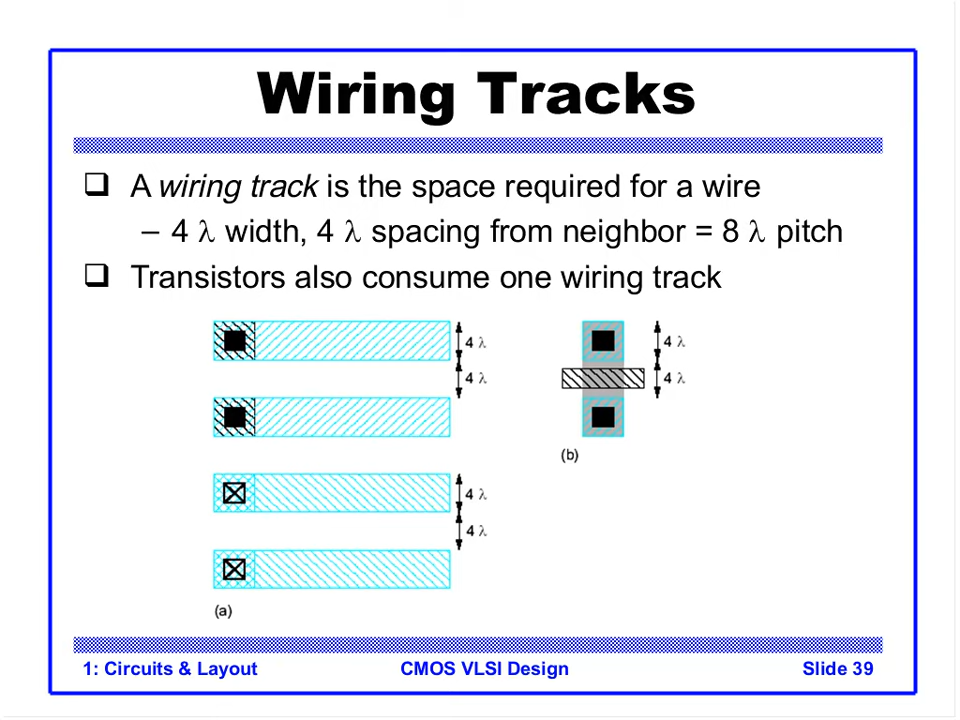 Wiring Tracks
❑ A wiring track is the space required for a wire
– 4 λ width, 4 λ spacing from neighbor = 8 λ pitch
❑ Transistors also consume one wiring track
4 λ
4 λ
4 λ
4 λ
(a)
4 λ
4 λ
(b)
1: Circuits & Layout
CMOS VLSI Design
Slide 39